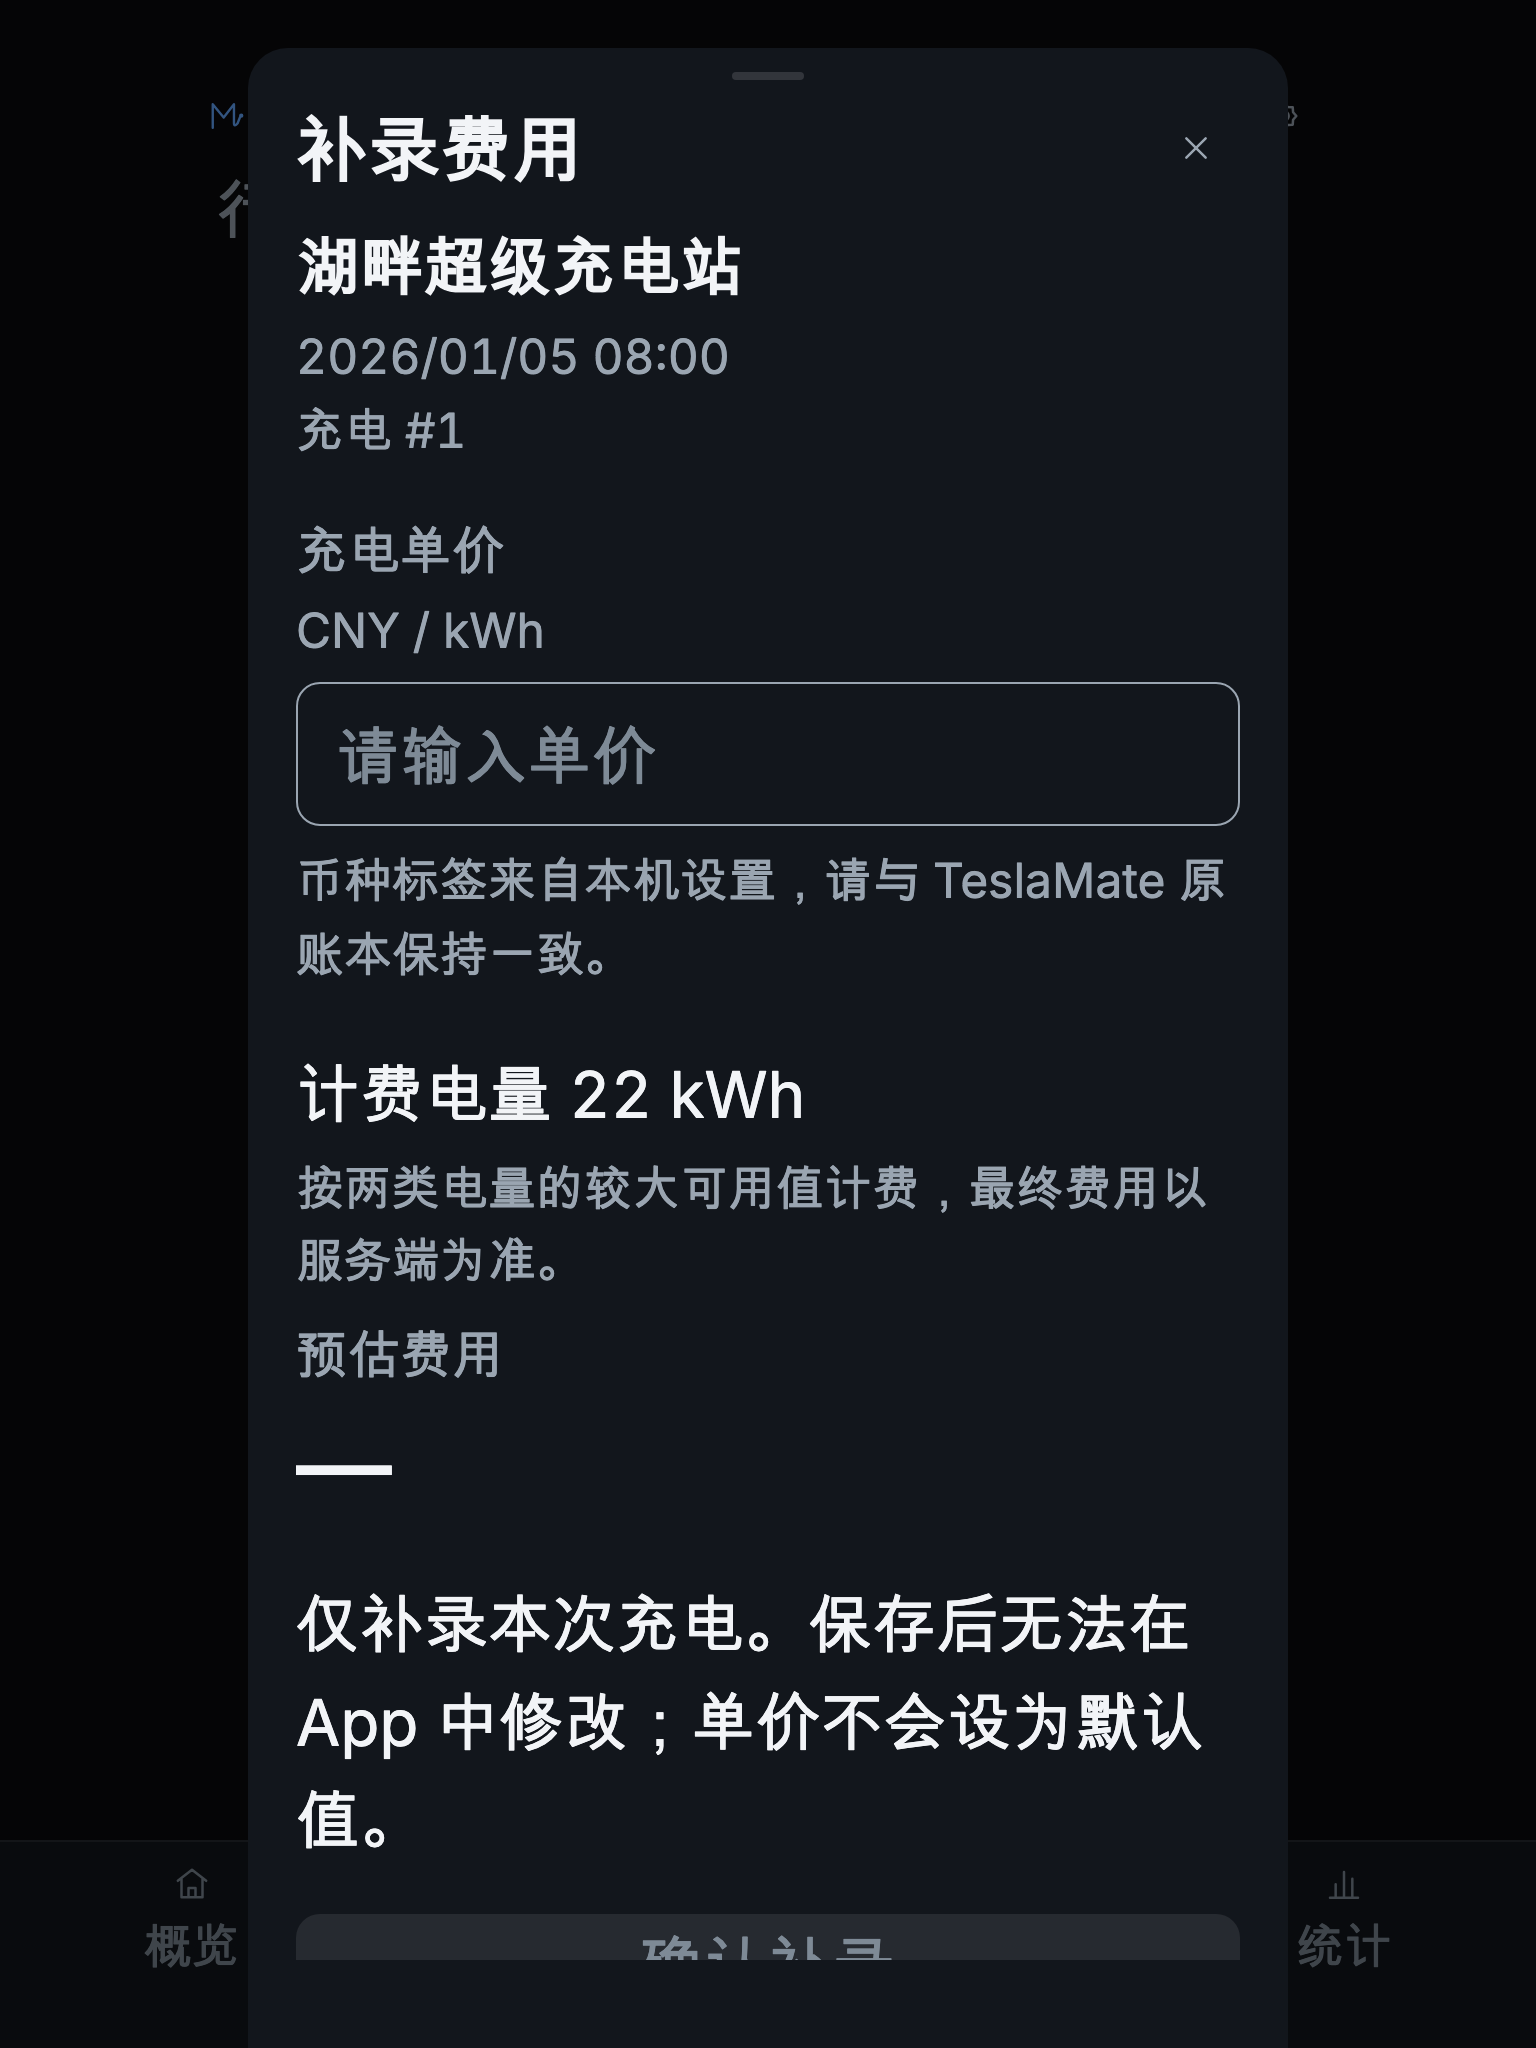 补录费用
湖畔超级充电站
2026/01/05 08:00
充电 #1
充电单价
CNY / kWh
请输入单价
币种标签来自本机设置，请与 TeslaMate 原
账本保持一致。
计费电量 22 kWh
按两类电量的较大可用值计费，最终费用以
服务端为准。
预估费用
—
仅补录本次充电。保存后无法在
App 中修改；单价不会设为默认
值。
确认补录
概览
统计